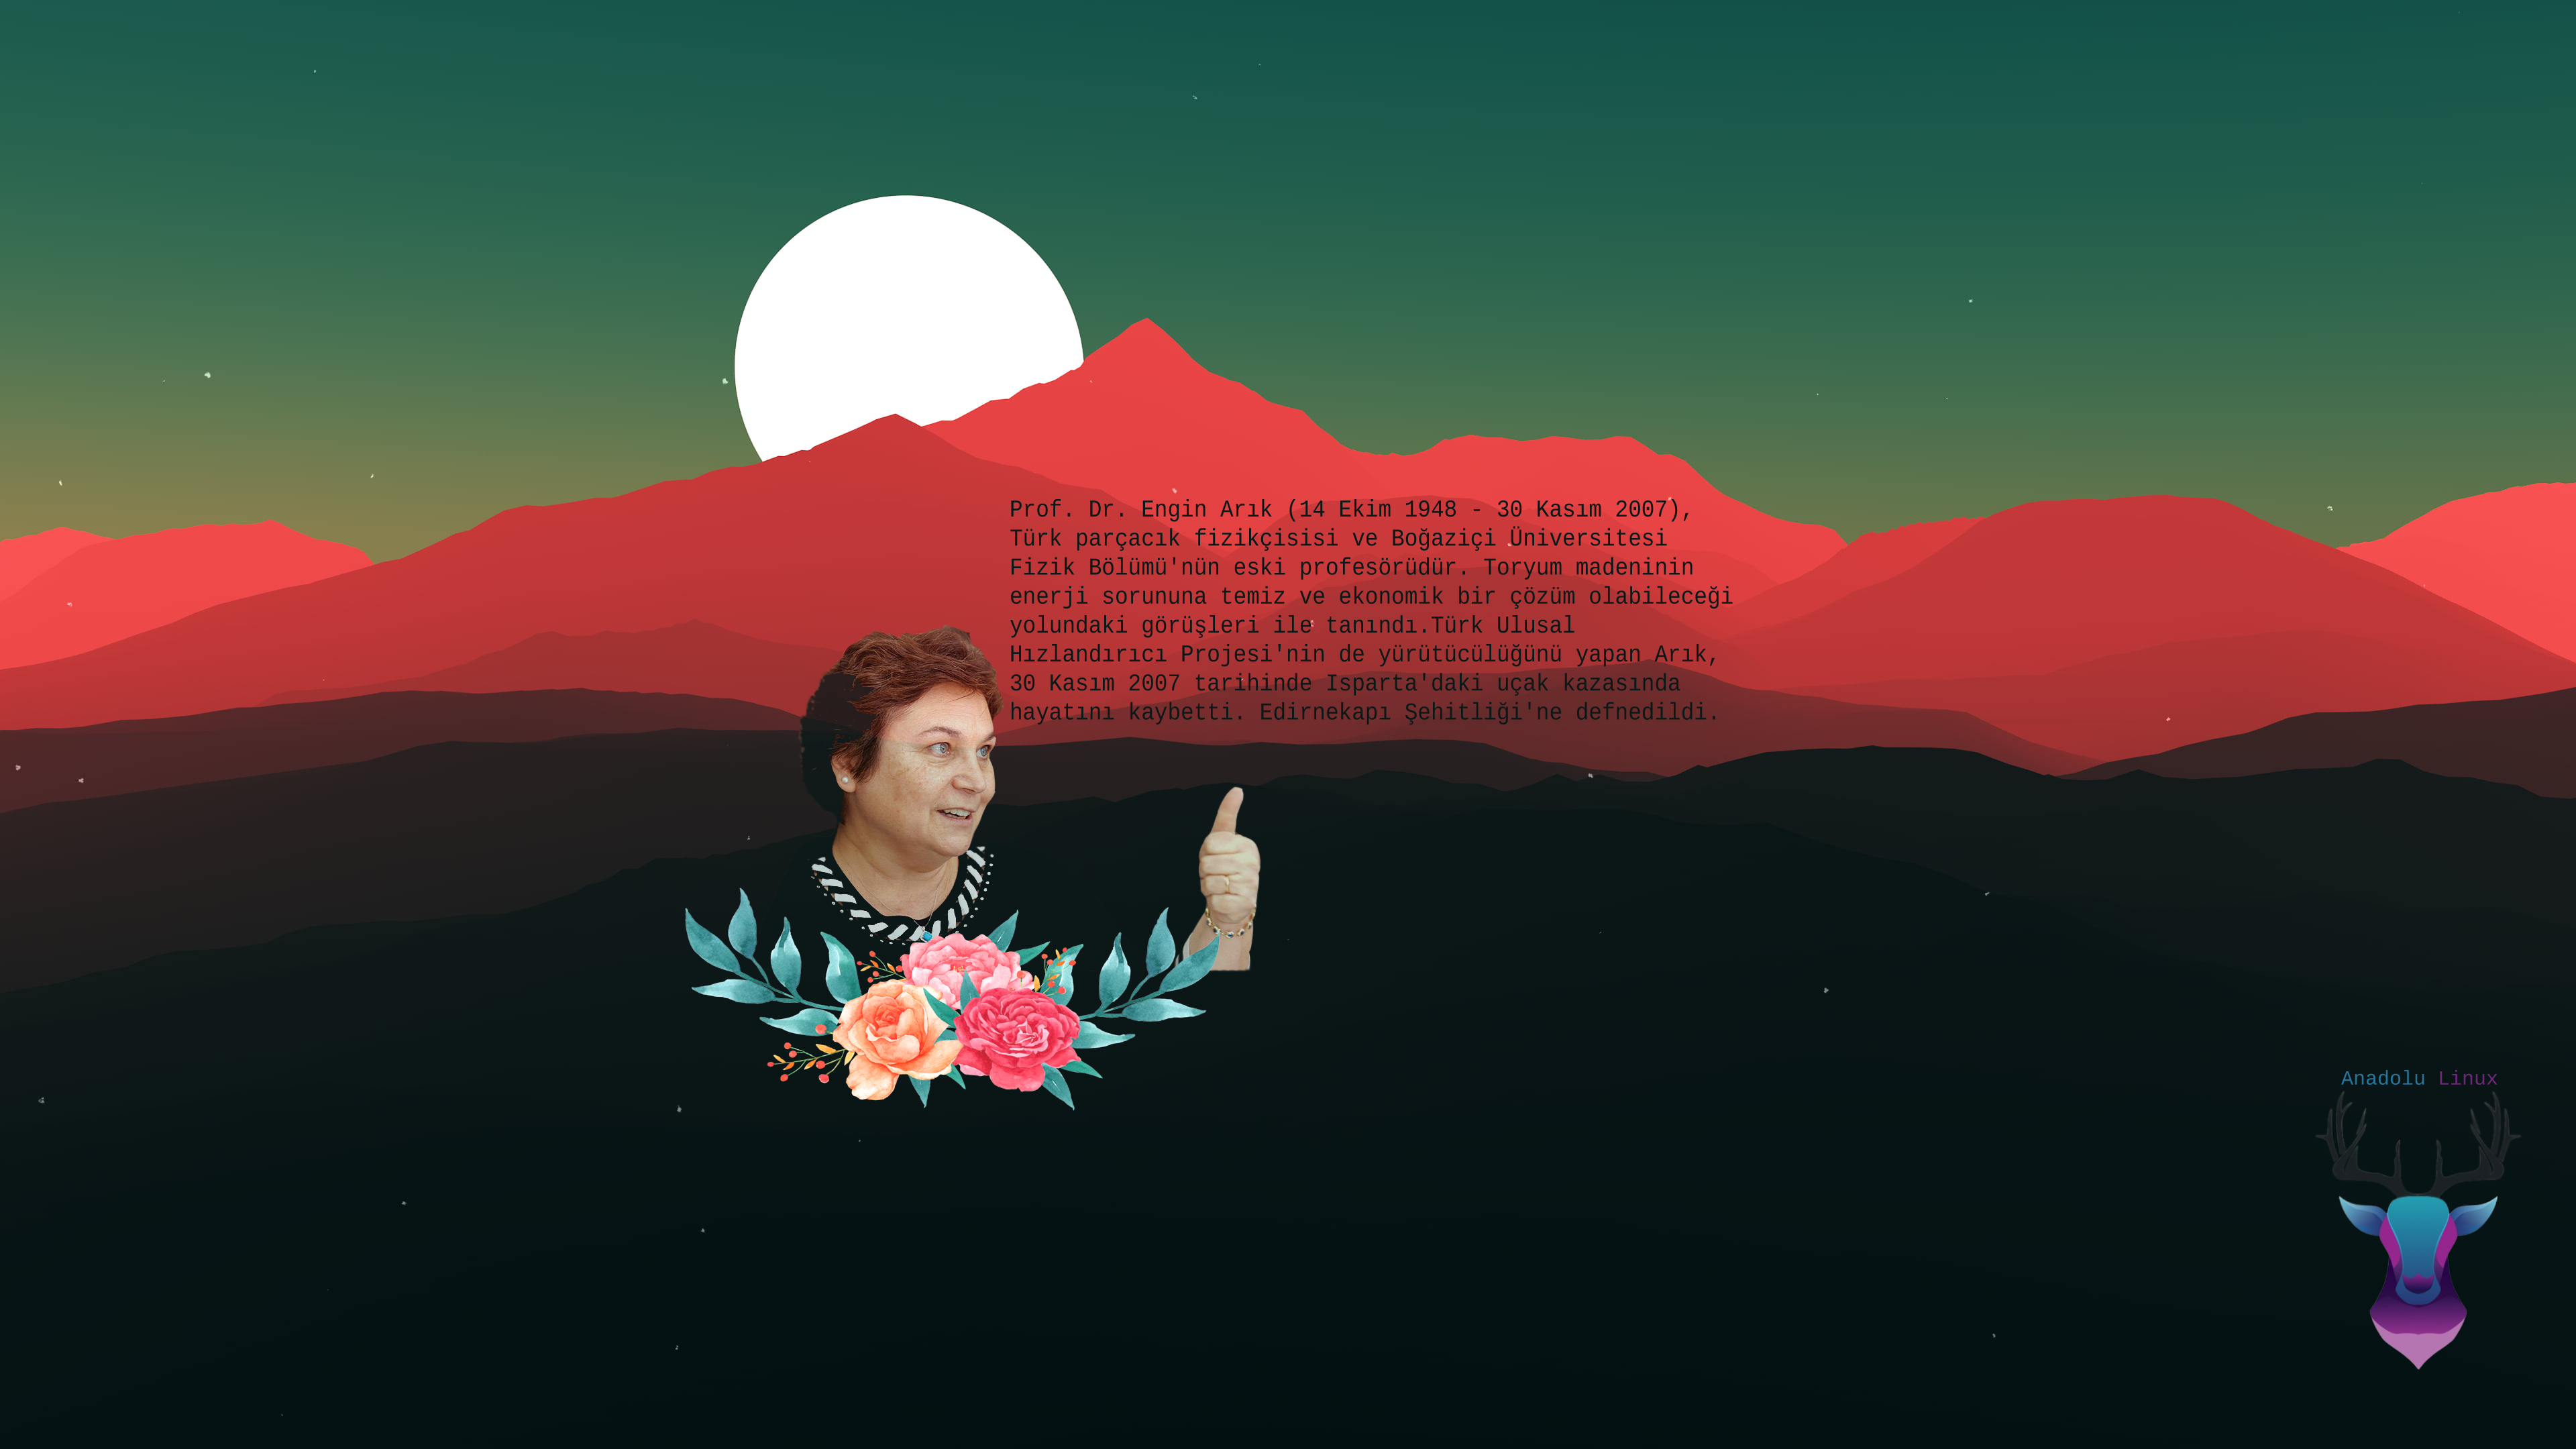 Prof. Dr. Engin Arık (14 Ekim 1948 - 30 Kasım 2007),
Türk parçacık fizikçisisi ve Boğaziçi Üniversitesi
Fizik Bölümü'nün eski profesörüdür. Toryum madeninin
enerji sorununa temiz ve ekonomik bir çözüm olabileceği
yolundaki görüşleri ile tanındı.Türk Ulusal
Hızlandırıcı Projesi'nin de yürütücülüğünü yapan Arık,
30 Kasım 2007 tarihinde Isparta'daki uçak kazasında
hayatını kaybetti. Edirnekapı Şehitliği'ne defnedildi.
Anadolu Linux